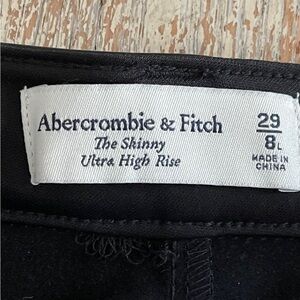 Abercrombie & Fitch
The Skinny
Ultra High Rise
29
8L
MADE IN
CHINA